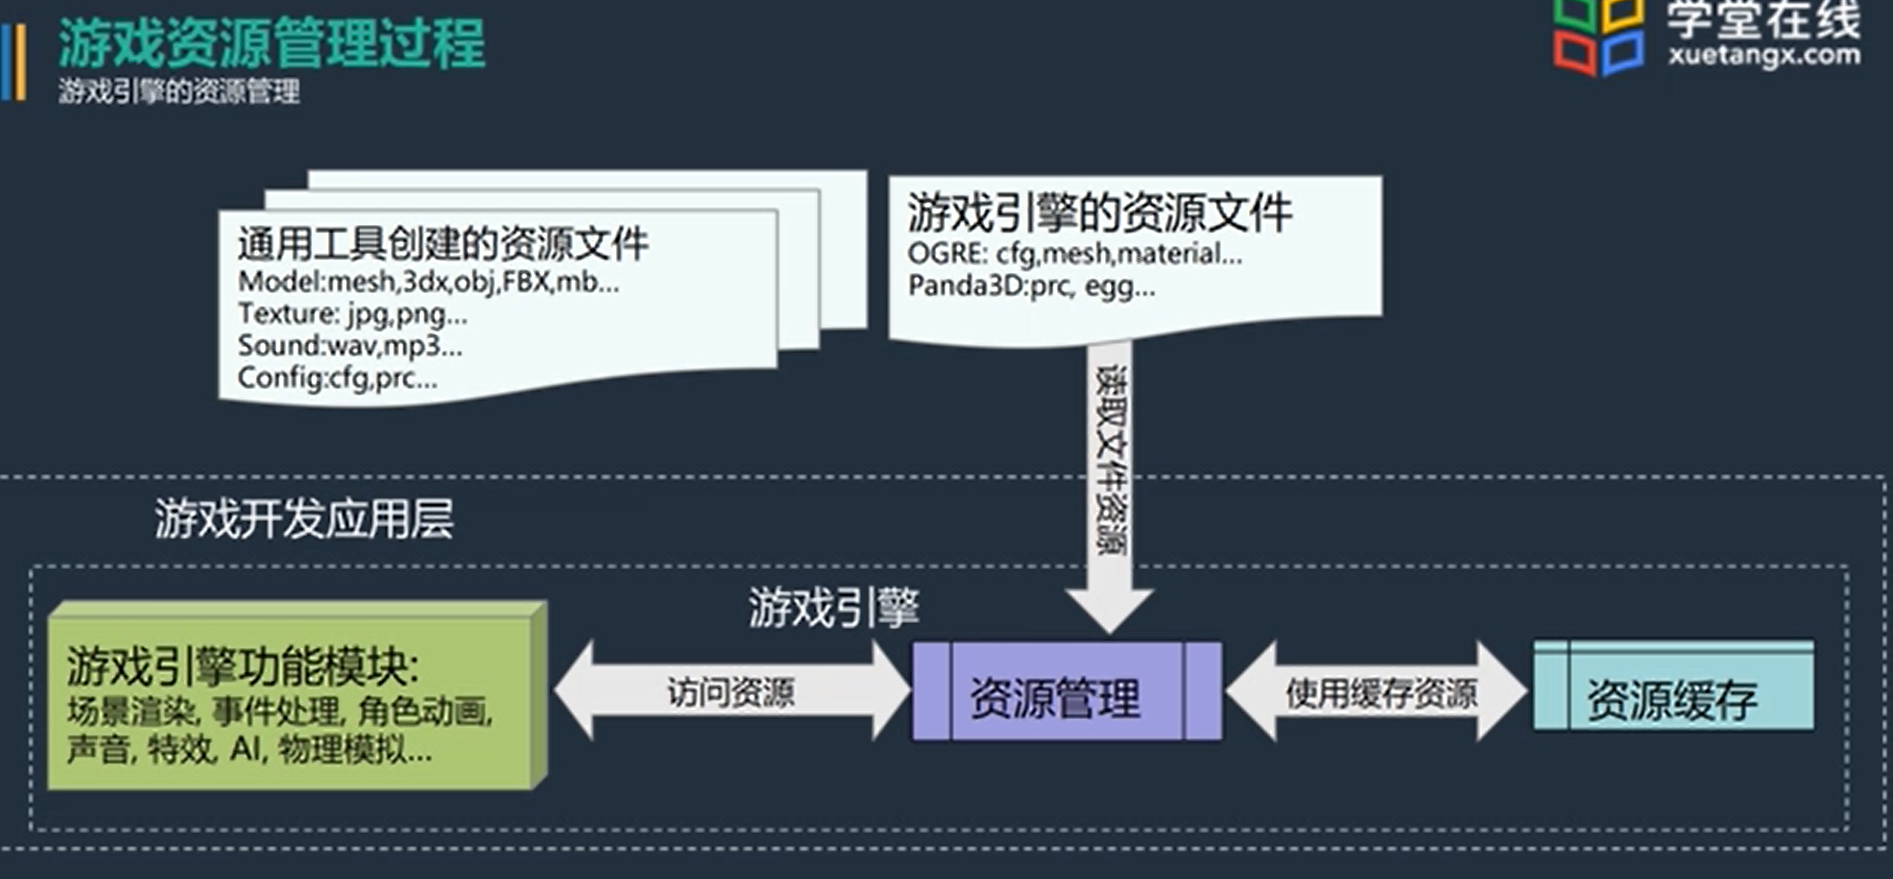 游戏资源管理过程
游戏引擎的资源管理
学堂在线
xuetangx.com
通用工具创建的资源文件
Model:mesh,3dx,obj,FBX,mb...
Texture: jpg,png...
Sound:wav,mp3...
Config:cfg,prc...
游戏引擎的资源文件
OGRE: cfg,mesh,material...
Panda3D:prc, egg...
读取文件资源
游戏开发应用层
游戏引擎
游戏引擎功能模块:
场景渲染, 事件处理, 角色动画,
声音, 特效, AI, 物理模拟...
访问资源
资源管理
使用缓存资源
资源缓存